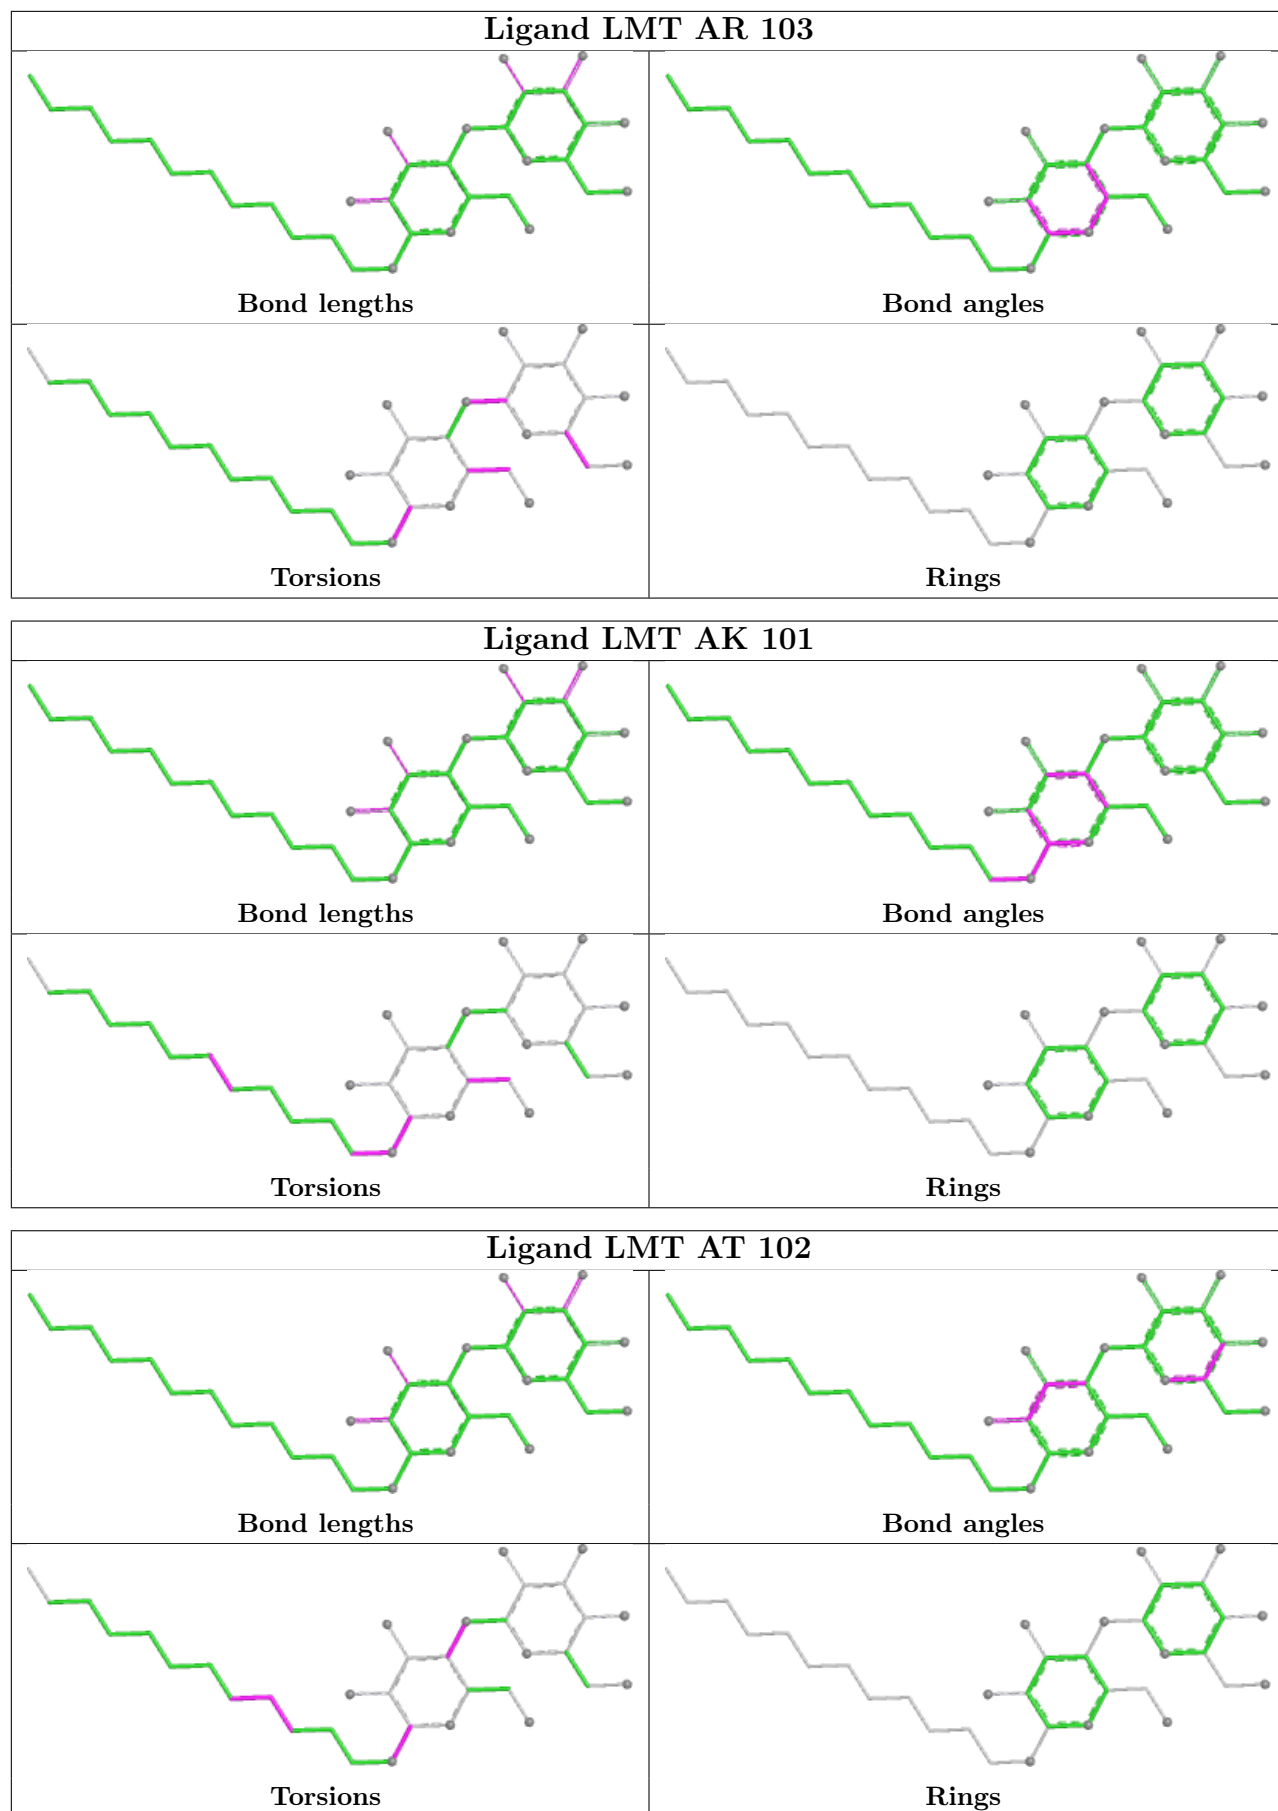 Ligand LMT AR 103
Bond lengths
Bond angles
Torsions
Rings
Ligand LMT AK 101
Bond lengths
Bond angles
Torsions
Rings
Ligand LMT AT 102
Bond lengths
Bond angles
Torsions
Rings